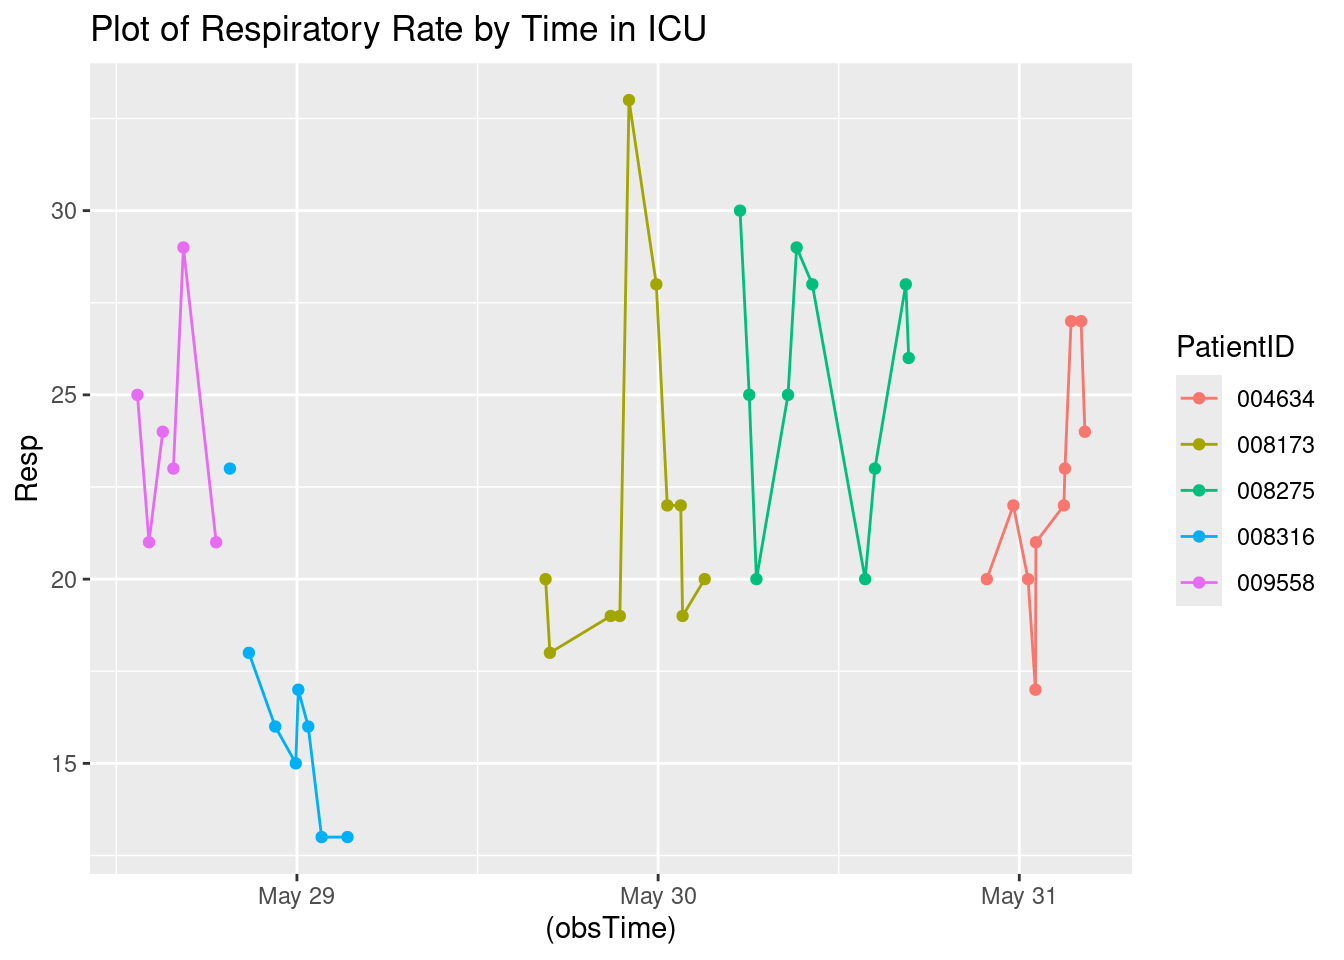 Plot of Respiratory Rate by Time in ICU
30
25
20
15
Resp
May 29
May 30
May 31
(obsTime)
PatientID
004634
008173
008275
008316
009558